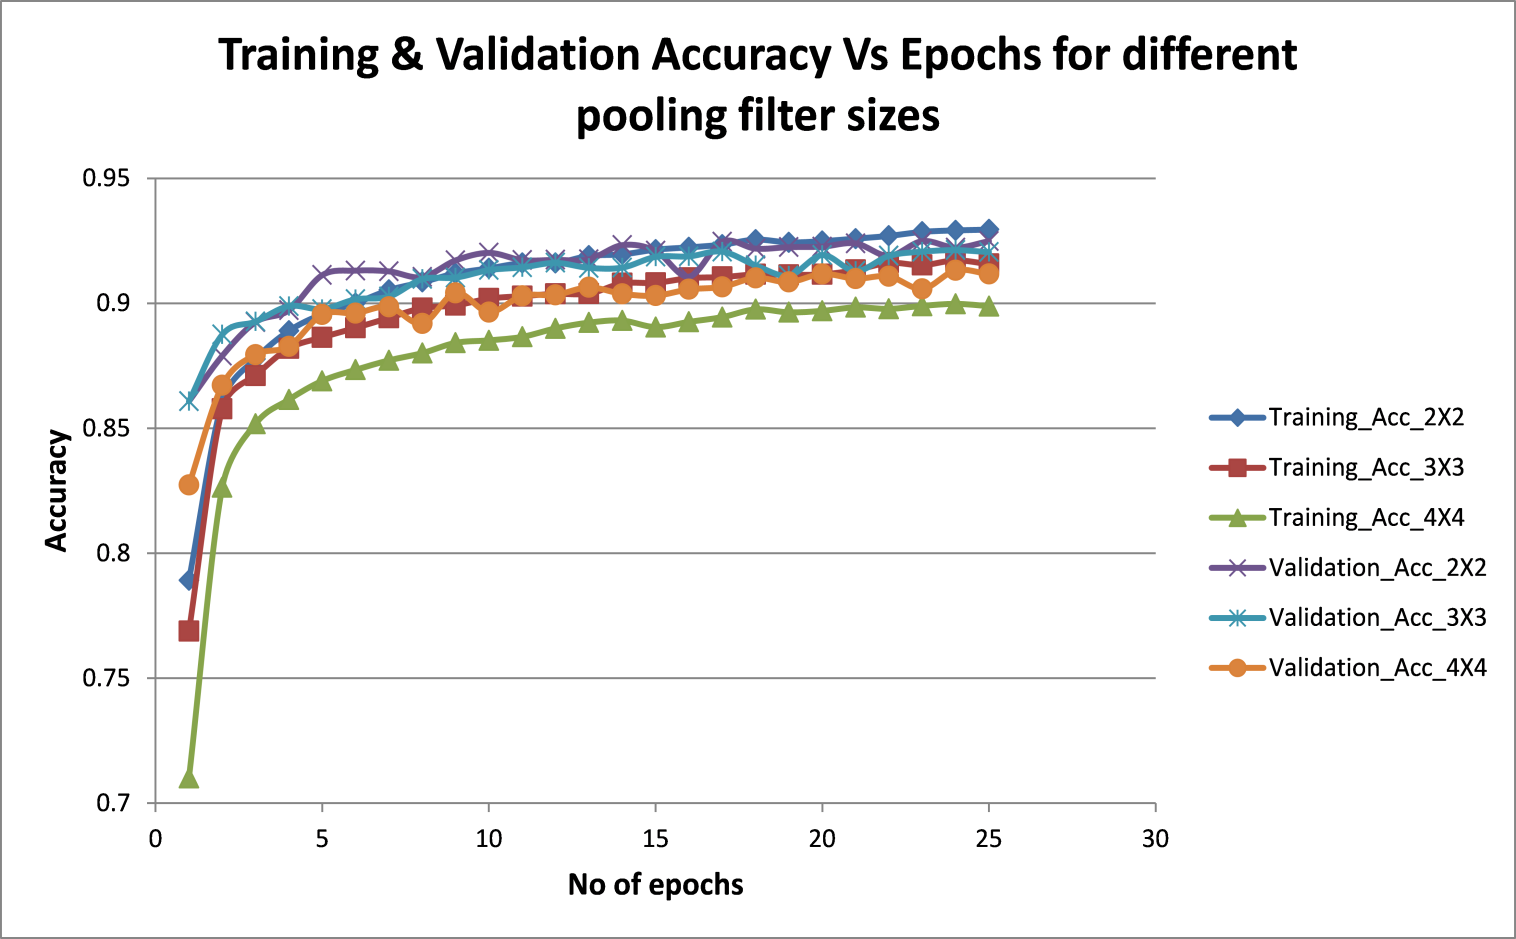 Training & Validation Accuracy Vs Epochs for different
pooling filter sizes
0.95
0.9
0.85
0.8
0.75
0.7
Accuracy
0 5 10 15 20 25 30
No of epochs
Training_Acc_2X2
Training_Acc_3X3
Training_Acc_4X4
Validation_Acc_2X2
Validation_Acc_3X3
Validation_Acc_4X4